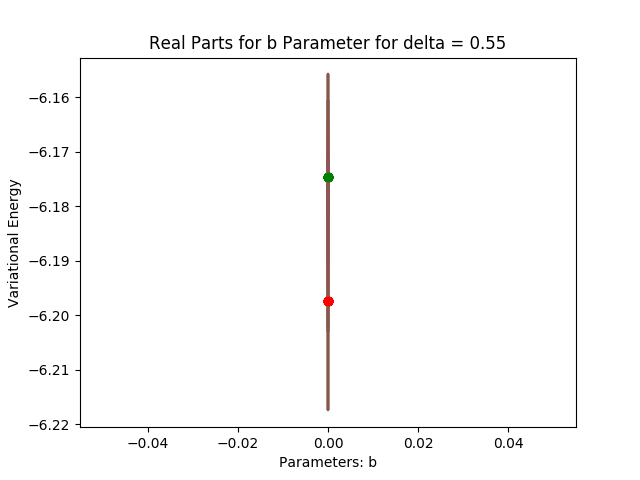 Real Parts for b Parameter for delta = 0.55
−6.16
−6.17
−6.18
−6.19
−6.20
−6.21
−6.22
Variational Energy
−0.04 −0.02 0.00 0.02 0.04
Parameters: b